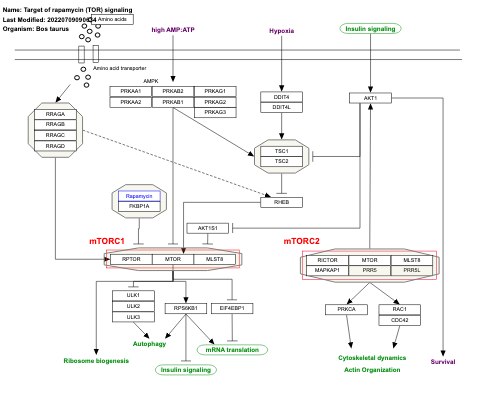 Name: Target of rapamycin (TOR) signaling
Last Modified: 20220709090634
Organism: Bos taurus
Amino acids
high AMP:ATP
Hypoxia
Insulin signaling
Amino acid transporter
AMPK
PRKAA1 PRKAB2 PRKAG1
PRKAA2 PRKAB1 PRKAG2
PRKAG3
DDIT4
DDIT4L
AKT1
RRAGA
RRAGB
RRAGC
RRAGD
TSC1
TSC2
Rapamycin
FKBP1A
RHEB
AKT1S1
mTORC1
mTORC2
RPTOR MTOR MLST8
RICTOR MTOR MLST8
MAPKAP1 PRR5 PRR5L
ULK1
ULK2
ULK3
RPS6KB1
EIF4EBP1
PRKCA
RAC1
CDC42
Autophagy
mRNA translation
Ribosome biogenesis
Insulin signaling
Cytoskeletal dynamics
Actin Organization
Survival